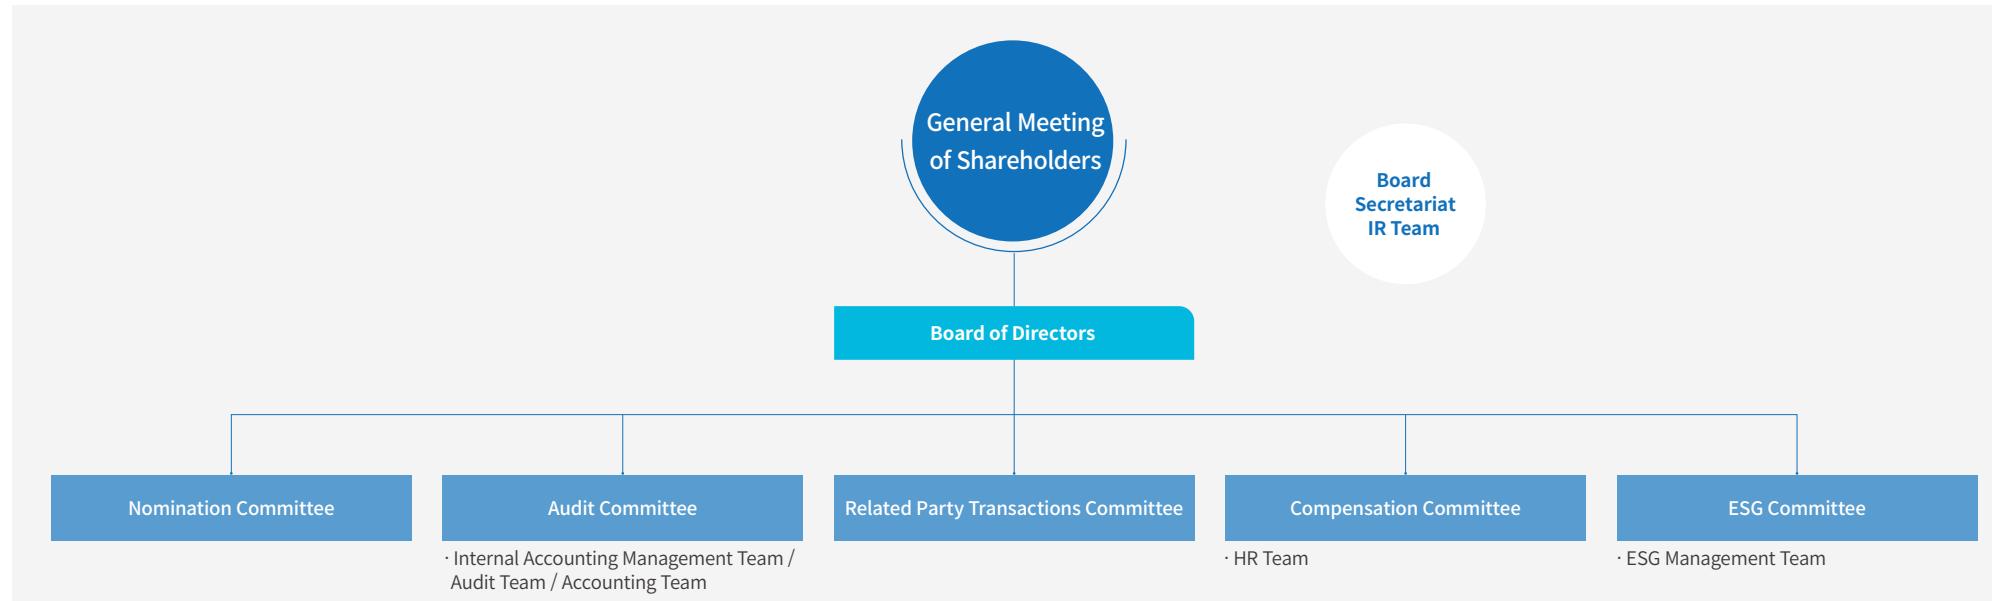 General Meeting
of Shareholders
Board
Secretariat
IR Team
Board of Directors
Nomination Committee
Audit Committee
Related Party Transactions Committee
Compensation Committee
ESG Committee
· Internal Accounting Management Team /
Audit Team / Accounting Team
· HR Team
· ESG Management Team